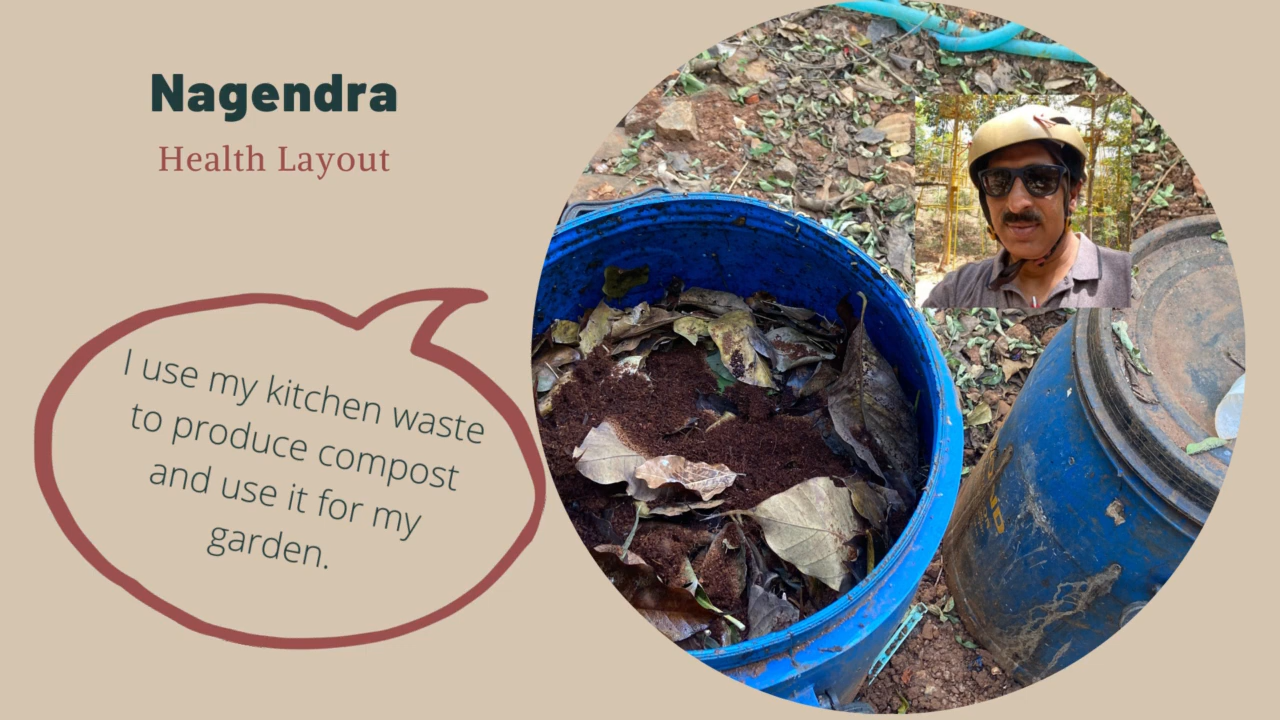 Nagendra
Health Layout
I use my kitchen waste
to produce compost
and use it for my
garden.